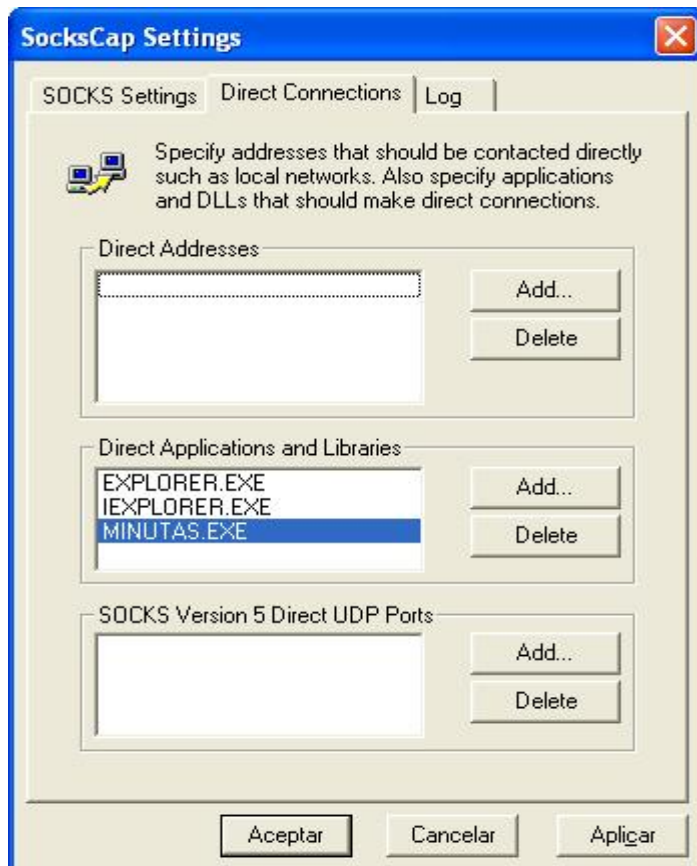 SocksCap Settings
SOCKS Settings Direct Connections Log
Specify addresses that should be contacted directly
such as local networks. Also specify applications
and DLLs that should make direct connections.
Direct Addresses
Add...
Delete
Direct Applications and Libraries
EXPLORER.EXE
IEXPLORER.EXE
MINUTAS.EXE
Add...
Delete
SOCKS Version 5 Direct UDP Ports
Add...
Delete
Aceptar Cancelar Aplicar